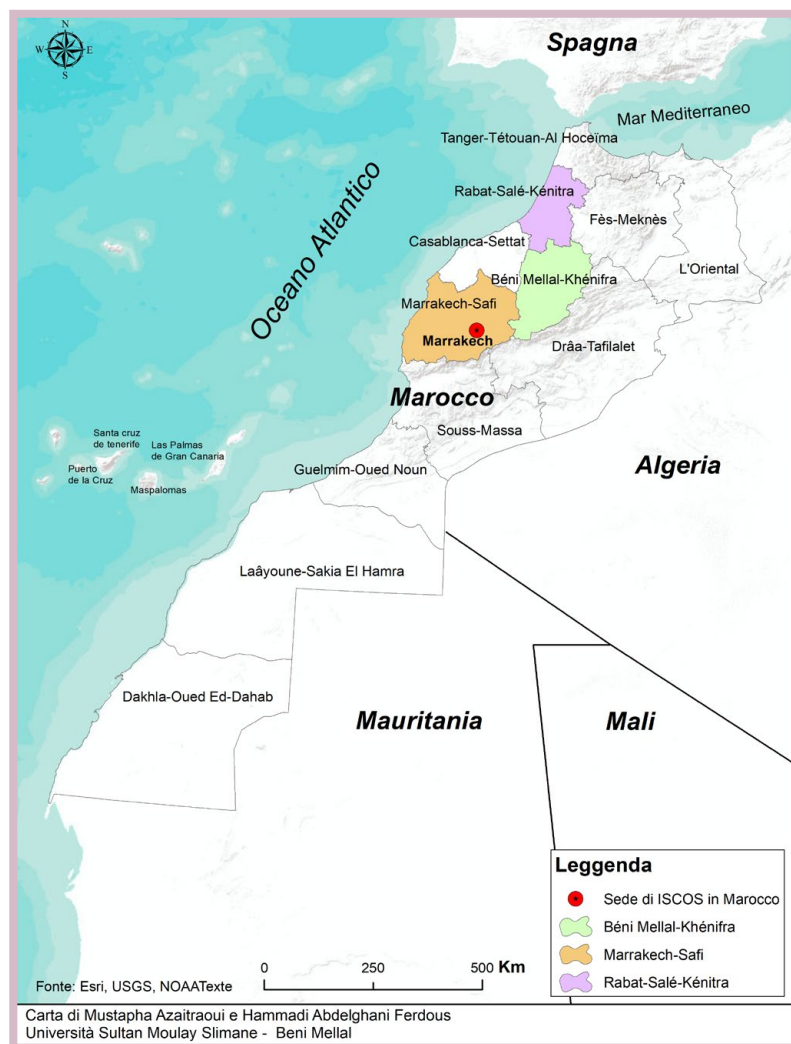 N
W
E
S
Spagna
Mar Mediterraneo
Tanger-Tétouan-Al Hoceïma
Oceano Atlantico
Rabat-Salé-Kénitra
Fès-Meknès
Casablanca-Settat
L'Oriental
Béni Mellal-Khénifra
Marrakech-Safi
Marrakech
Drâa-Tafilalet
Marocco
Souss-Massa
Santa cruz
de tenerife
Las Palmas
de Gran Canaria
Puerto
de la Cruz
Maspalomas
Guelmim-Oued Noun
Algeria
Laâyoune-Sakia El Hamra
Dakhla-Oued Ed-Dahab
Mauritania
Mali
Leggenda
Sede di ISCOS in Marocco
Béni Mellal-Khénifra
Marrakech-Safi
Rabat-Salé-Kénitra
0 250 500 Km
Fonte: Esri, USGS, NOAATexte
Carta di Mustapha Azaitraoui e Hammadi Abdelghani Ferdous
Università Sultan Moulay Slimane - Beni Mellal